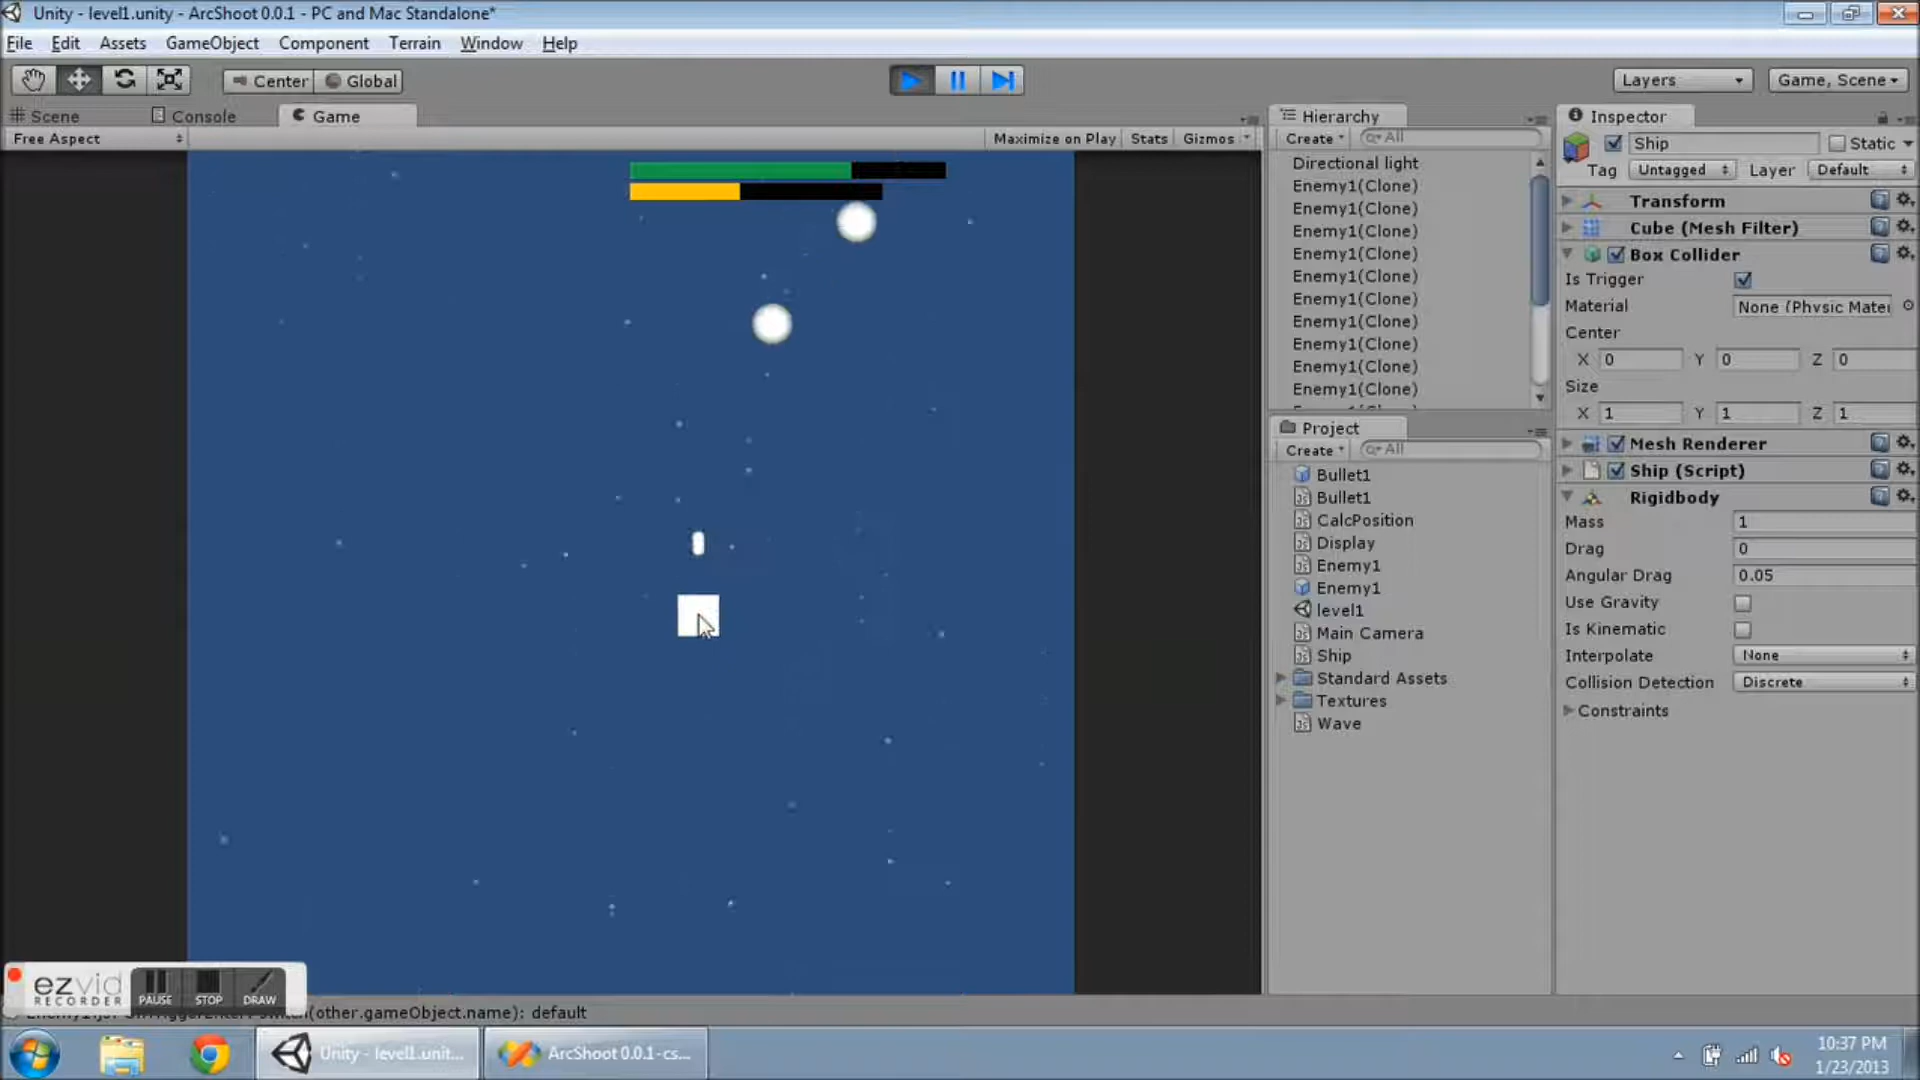 Unity - level1.unity - ArcShoot 0.0.1 - PC and Mac Standalone*
File Edit Assets GameObject Component Terrain Window Help
Center Global Layers Game, Scene
Scene Console Game
Free Aspect Maximize on Play Stats Gizmos
Hierarchy
Create All
Directional light
Enemy1(Clone)
Enemy1(Clone)
Enemy1(Clone)
Enemy1(Clone)
Enemy1(Clone)
Enemy1(Clone)
Enemy1(Clone)
Enemy1(Clone)
Enemy1(Clone)
Enemy1(Clone)
Project
Create All
Bullet1
Bullet1
CalcPosition
Display
Enemy1
Enemy1
level1
Main Camera
Ship
Standard Assets
Textures
Wave
Inspector
Ship Static
Tag Untagged Layer Default
Transform
Cube (Mesh Filter)
Box Collider
Is Trigger
Material None (Physic Mater
Center
X 0 Y 0 Z 0
Size
X 1 Y 1 Z 1
Mesh Renderer
Ship (Script)
Rigidbody
Mass 1
Drag 0
Angular Drag 0.05
Use Gravity
Is Kinematic
Interpolate None
Collision Detection Discrete
Constraints
ezvid
RECORDER PAUSE STOP DRAW
(other.gameObject.name): default
Unity - level1.unit...
ArcShoot 0.0.1-cs...
10:37 PM
1/23/2013